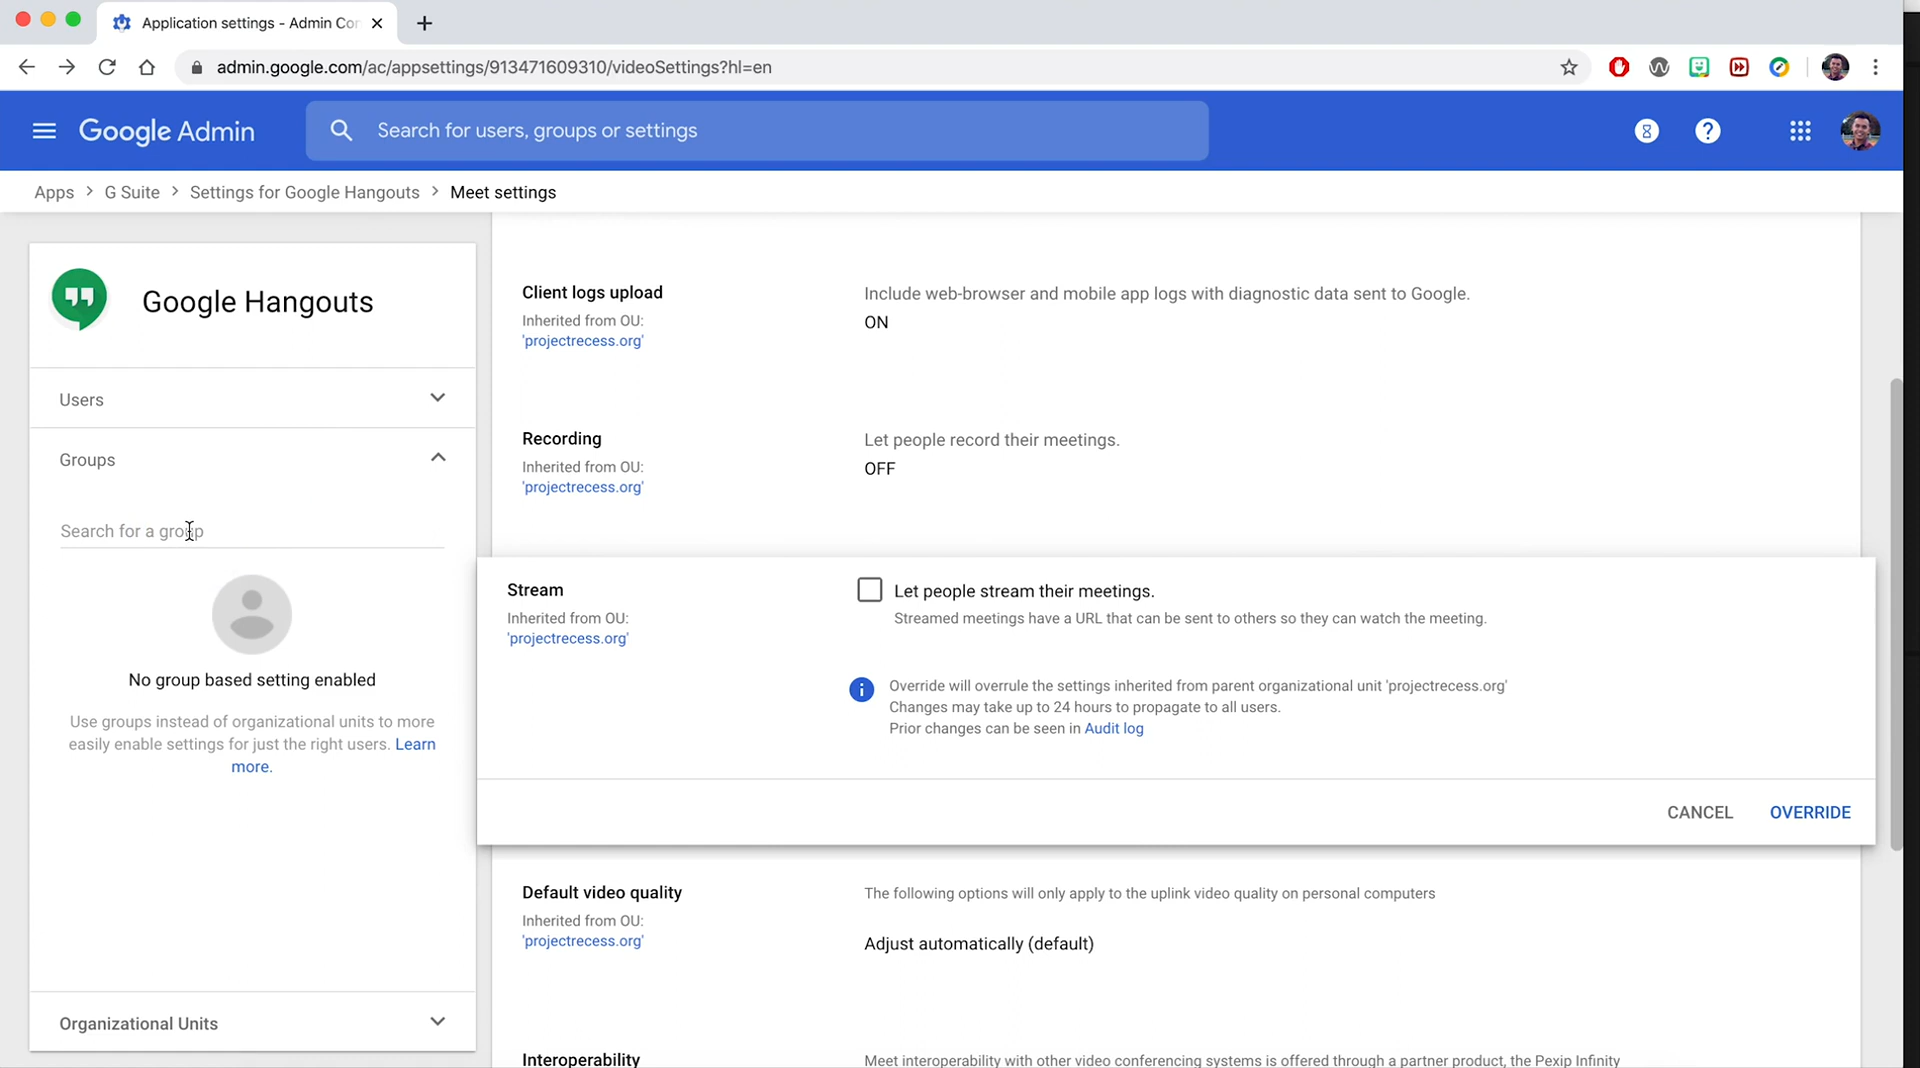 Application settings - Admin Co
admin.google.com/ac/appsettings/913471609310/videoSettings?hl=en
Google Admin
Search for users, groups or settings
Apps > G Suite > Settings for Google Hangouts > Meet settings
Google Hangouts
Users
Groups
Search for a group
No group based setting enabled
Use groups instead of organizational units to more
easily enable settings for just the right users. Learn
more.
Organizational Units
Client logs upload
Inherited from OU:
'projectrecess.org'
Include web-browser and mobile app logs with diagnostic data sent to Google.
ON
Recording
Inherited from OU:
'projectrecess.org'
Let people record their meetings.
OFF
Stream
Inherited from OU:
'projectrecess.org'
Let people stream their meetings.
Streamed meetings have a URL that can be sent to others so they can watch the meeting.
Override will overrule the settings inherited from parent organizational unit 'projectrecess.org'
Changes may take up to 24 hours to propagate to all users.
Prior changes can be seen in Audit log
CANCEL OVERRIDE
Default video quality
Inherited from OU:
'projectrecess.org'
The following options will only apply to the uplink video quality on personal computers
Adjust automatically (default)
Interoperability
Meet interoperability with other video conferencing systems is offered through a partner product, the Pexip Infinity